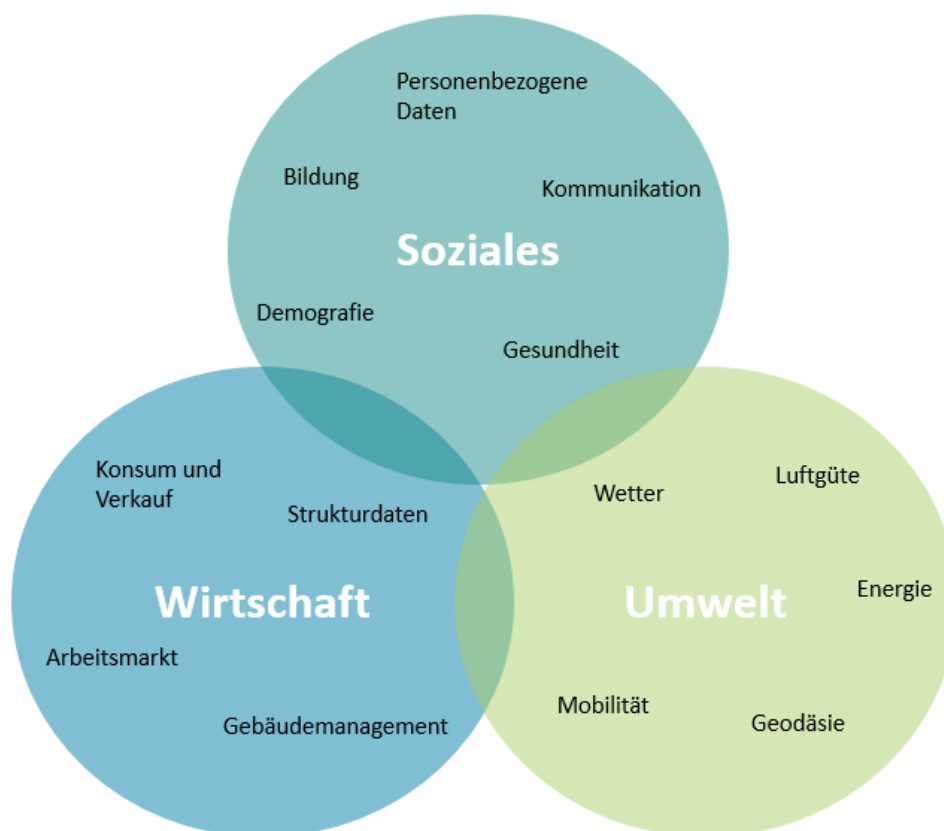 Personenbezogene
Daten
Bildung
Kommunikation
Soziales
Demografie
Gesundheit
Konsum und
Verkauf
Strukturdaten
Wirtschaft
Arbeitsmarkt
Gebäudemanagement
Wetter
Luftgüte
Energie
Umwelt
Mobilität
Geodäsie